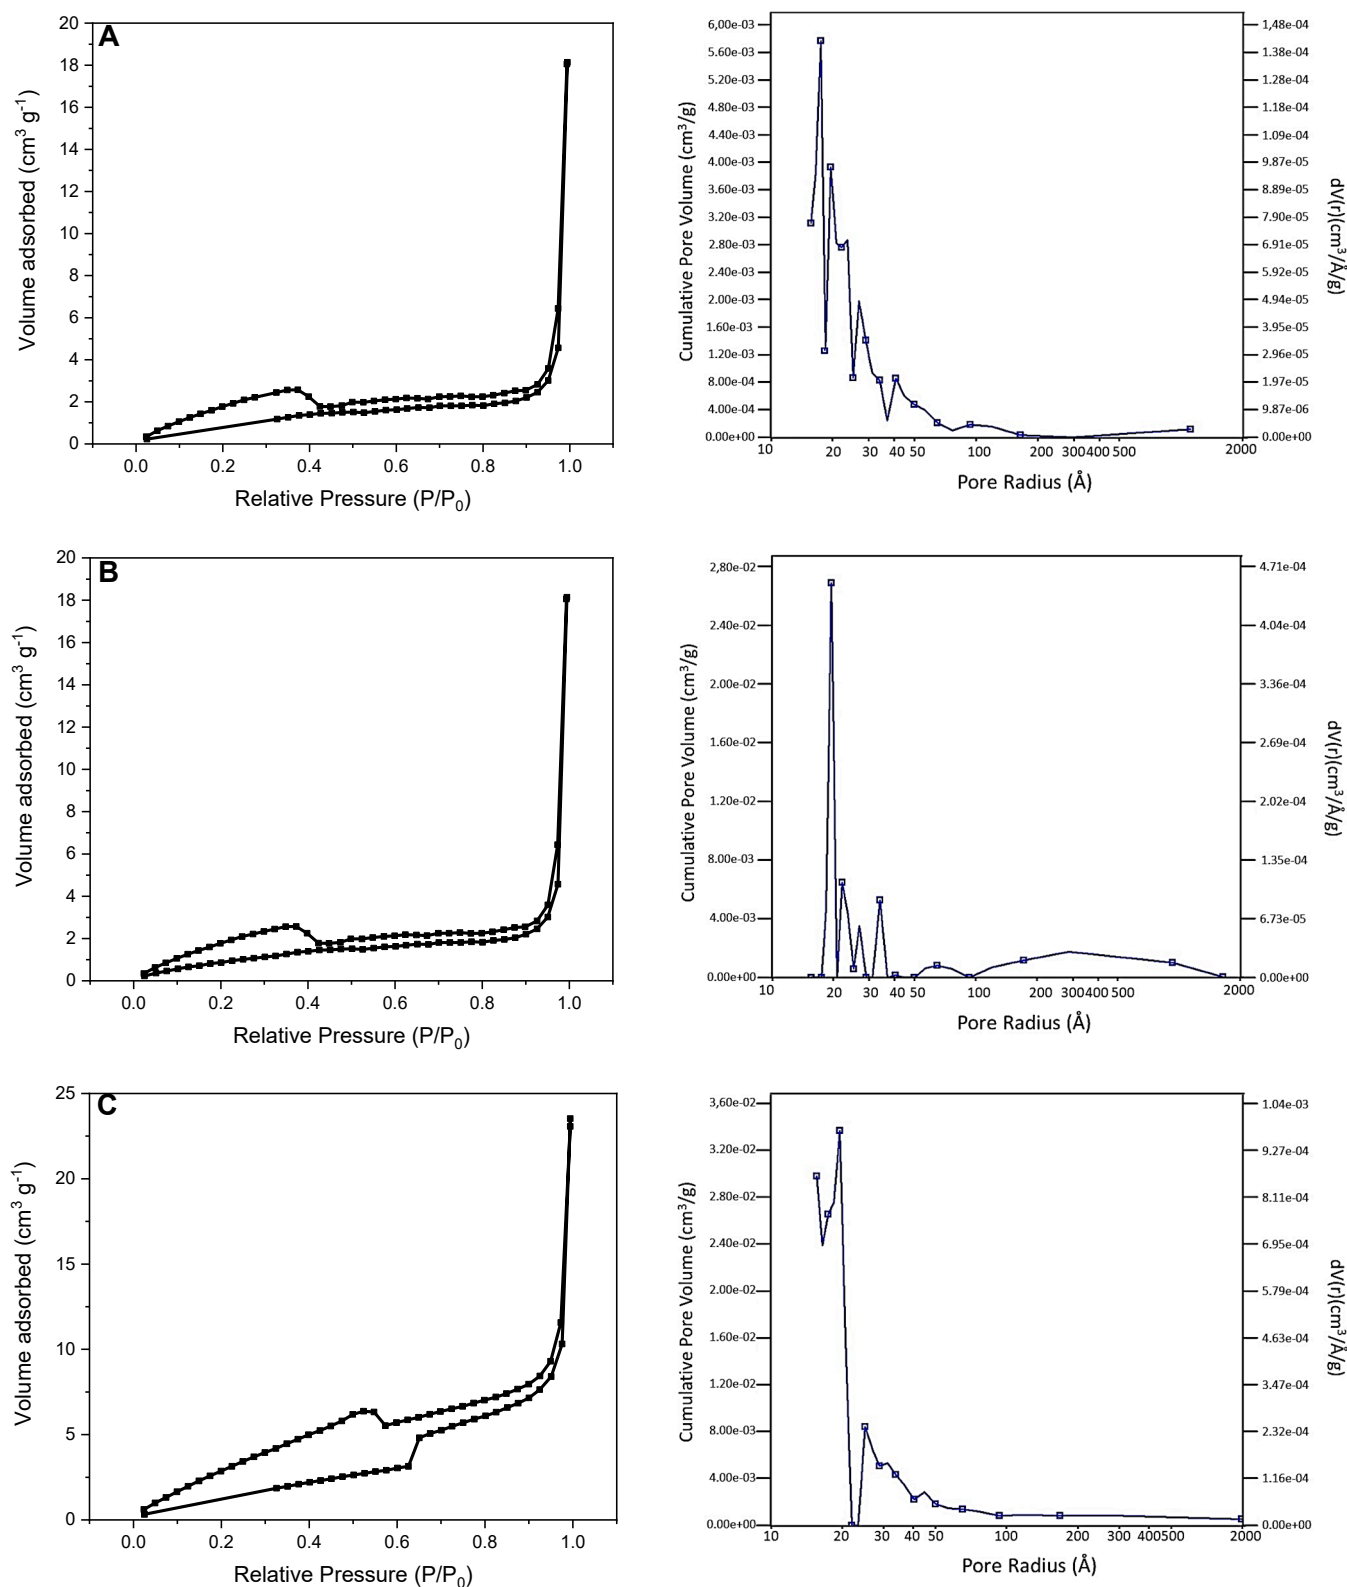 A
Volume adsorbed (cm³ g⁻¹)
20
18
16
14
12
10
8
6
4
2
0
0.0 0.2 0.4 0.6 0.8 1.0
Relative Pressure (P/P₀)
Cumulative Pore Volume (cm³/g)
6,00e-03
5.60e-03
5.20e-03
4.80e-03
4.40e-03
4.00e-03
3.60e-03
3.20e-03
2.80e-03
2.40e-03
2.00e-03
1.60e-03
1.20e-03
8.00e-04
4.00e-04
0.00e+00
10 20 30 40 50 100 200 300 400 500 2000
Pore Radius (Å)
1,48e-04
1.38e-04
1.28e-04
1.18e-04
1.09e-04
9.87e-05
8.89e-05
7.90e-05
6.91e-05
5.92e-05
4.94e-05
3.95e-05
2.96e-05
1.97e-05
9.87e-06
0.00e+00
dV(r)(cm³/Å/g)
B
Volume adsorbed (cm³ g⁻¹)
20
18
16
14
12
10
8
6
4
2
0
0.0 0.2 0.4 0.6 0.8 1.0
Relative Pressure (P/P₀)
Cumulative Pore Volume (cm³/g)
2,80e-02
2.40e-02
2.00e-02
1.60e-02
1.20e-02
8.00e-03
4.00e-03
0.00e+00
10 20 30 40 50 100 200 300 400 500 2000
Pore Radius (Å)
4.71e-04
4.04e-04
3.36e-04
2.69e-04
2.02e-04
1.35e-04
6.73e-05
0.00e+00
dV(r)(cm³/Å/g)
C
Volume adsorbed (cm³ g⁻¹)
25
20
15
10
5
0
0.0 0.2 0.4 0.6 0.8 1.0
Relative Pressure (P/P₀)
Cumulative Pore Volume (cm³/g)
3,60e-02
3.20e-02
2.80e-02
2.40e-02
2.00e-02
1.60e-02
1.20e-02
8.00e-03
4.00e-03
0.00e+00
10 20 30 40 50 100 200 300 400 500 2000
Pore Radius (Å)
1.04e-03
9.27e-04
8.11e-04
6.95e-04
5.79e-04
4.63e-04
3.47e-04
2.32e-04
1.16e-04
0.00e+00
dV(r)(cm³/Å/g)